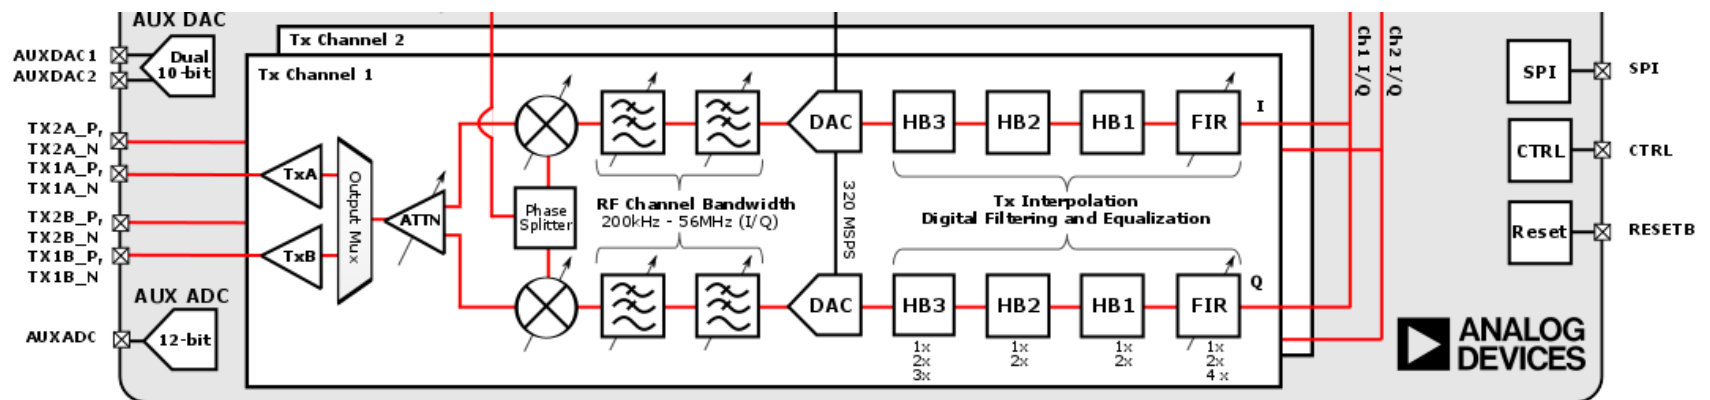 AUX DAC
AUXDAC1
AUXDAC2
Dual
10-bit
Tx Channel 2
Tx Channel 1
Ch1 I/Q
Ch2 I/Q
SPI
SPI
TX2A_P,
TX2A_N
TX1A_P,
TX1A_N
TX2B_P,
TX2B_N
TX1B_P,
TX1B_N
TxA
TxB
Output Mux
ATTN
Phase
Splitter
DAC
HB3
HB2
HB1
FIR
I
RF Channel Bandwidth
200kHz - 56MHz (I/Q)
320 MSPS
Tx Interpolation
Digital Filtering and Equalization
CTRL
CTRL
Reset
RESETB
DAC
HB3
HB2
HB1
FIR
Q
1x
2x
3x
1x
2x
1x
2x
1x
2x
4 x
AUX ADC
AUXADC
12-bit
ANALOG
DEVICES